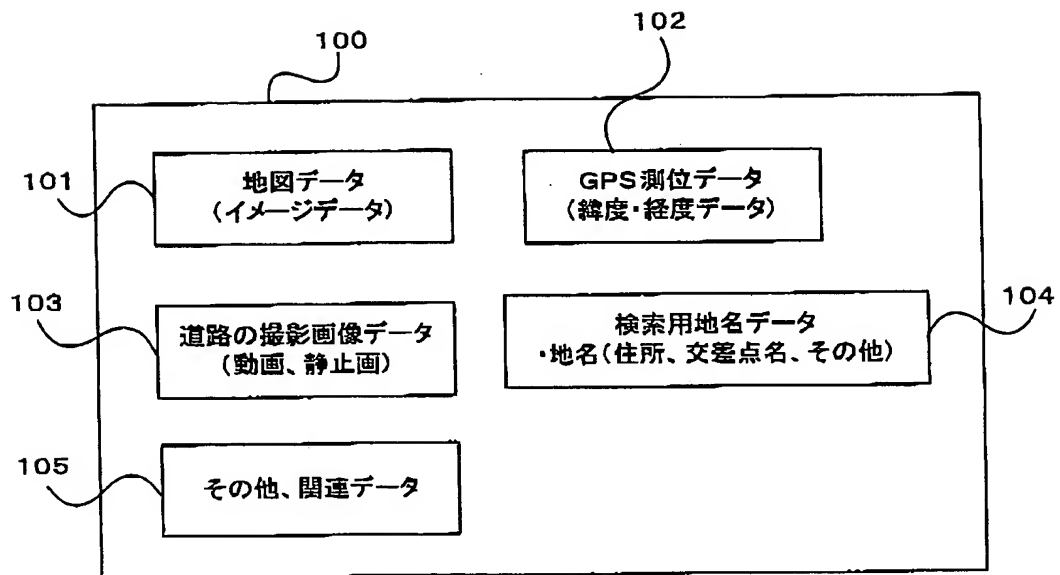 100
102
101
地図データ
(イメージデータ)
GPS測位データ
(緯度・経度データ)
103
道路の撮影画像データ
(動画、静止画)
検索用地名データ
・地名(住所、交差点名、その他)
104
105
その他、関連データ